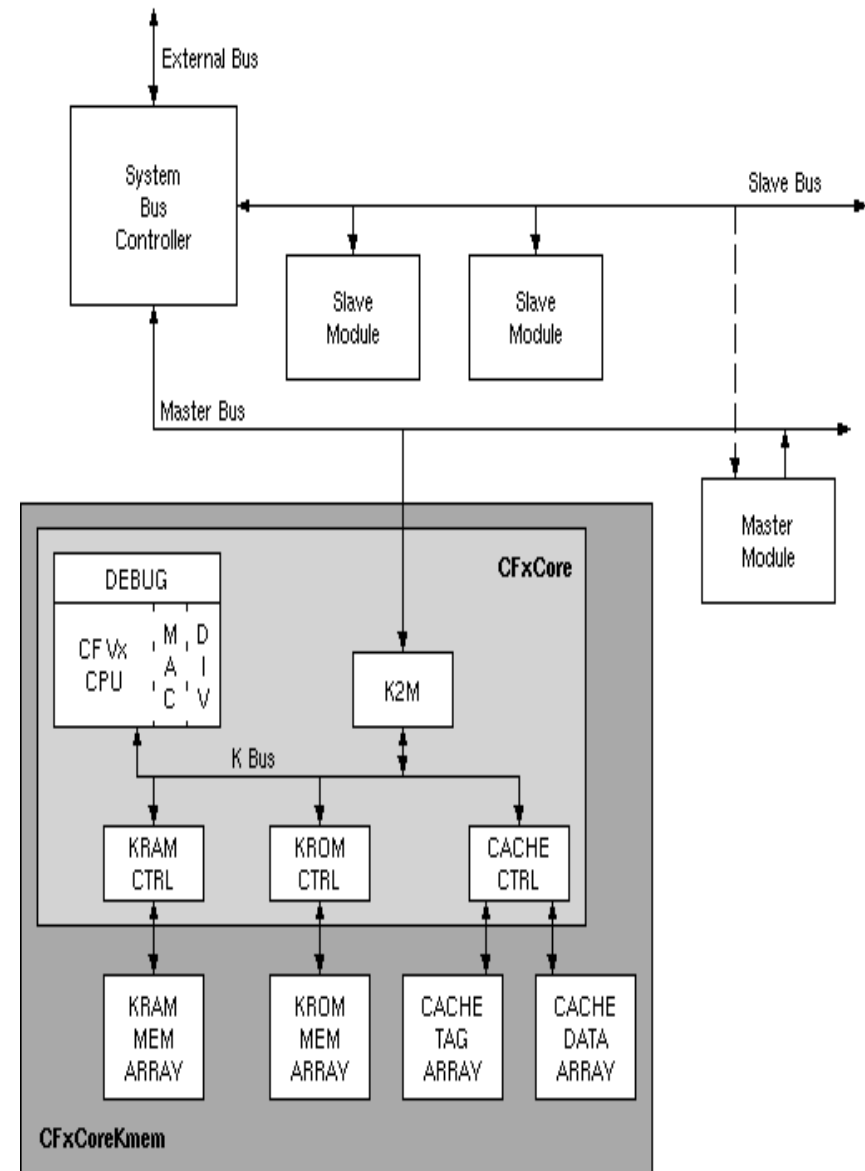 External Bus
System
Bus
Controller
Slave Bus
Slave
Module
Slave
Module
Master Bus
Master
Module
CFxCore
DEBUG
CF Vx
CPU
M
A
C
D
I
V
K2M
K Bus
KRAM
CTRL
KROM
CTRL
CACHE
CTRL
KRAM
MEM
ARRAY
KROM
MEM
ARRAY
CACHE
TAG
ARRAY
CACHE
DATA
ARRAY
CFxCoreKmem